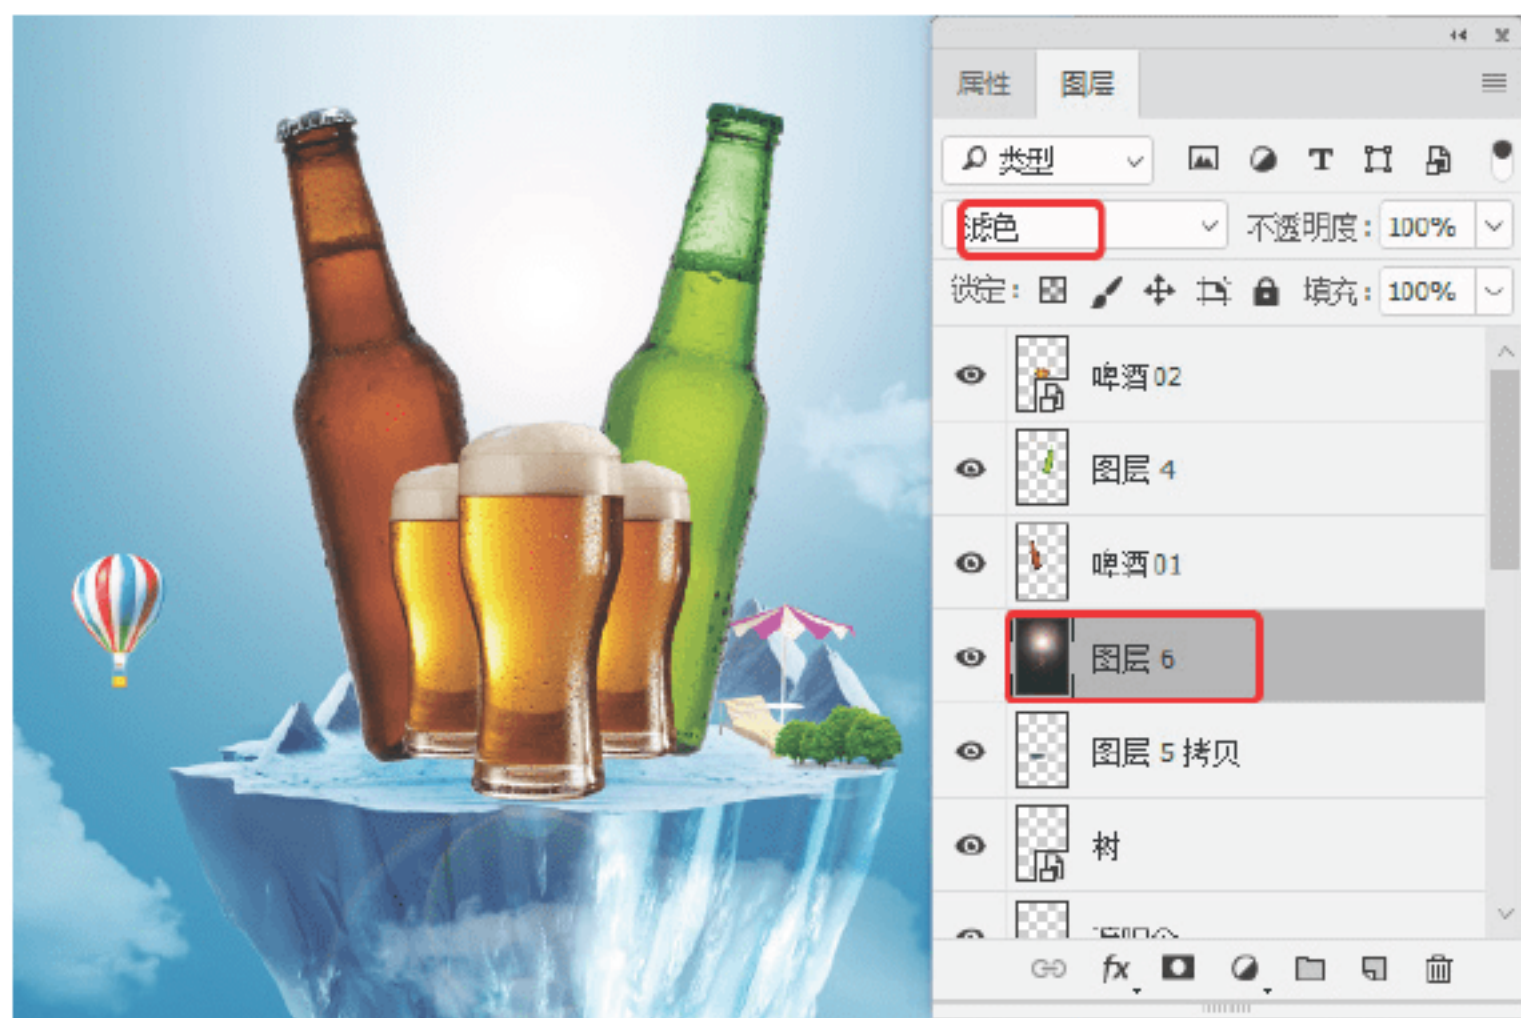 属性 图层
类型
滤色 不透明度: 100%
锁定: 填充: 100%
啤酒02
图层 4
啤酒01
图层 6
图层 5 拷贝
树
fx